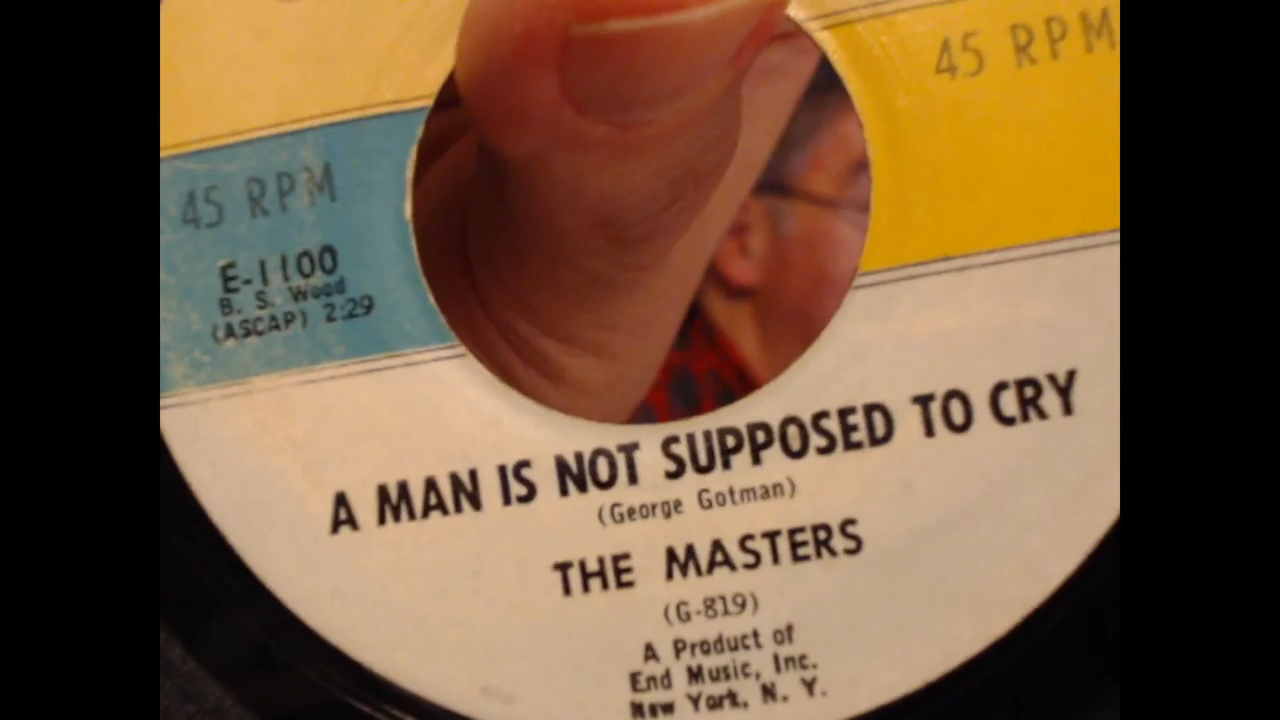 45 RPM
45 RPM
E-1100
B. S. Wood
(ASCAP) 2:29
A MAN IS NOT SUPPOSED TO CRY
(George Gotman)
THE MASTERS
(G-819)
A Product of
End Music, Inc.
New York, N. Y.